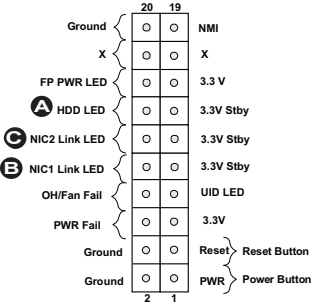 20 19
Ground NMI
X X
FP PWR LED 3.3 V
A HDD LED 3.3V Stby
C NIC2 Link LED 3.3V Stby
B NIC1 Link LED 3.3V Stby
OH/Fan Fail UID LED
PWR Fail 3.3V
Ground Reset Reset Button
Ground PWR Power Button
2 1